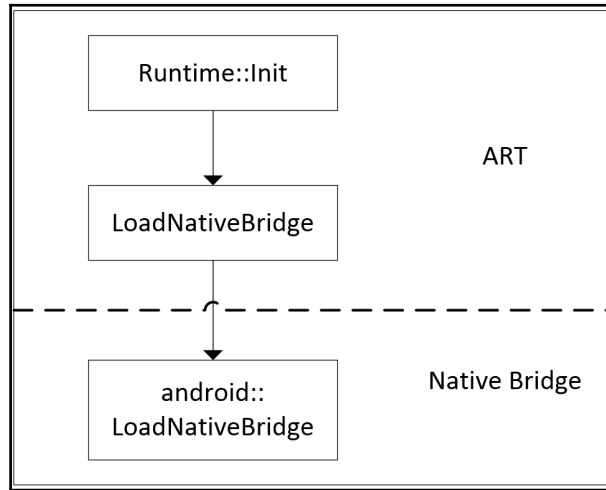 Runtime::Init
ART
LoadNativeBridge
Native Bridge
android::
LoadNativeBridge